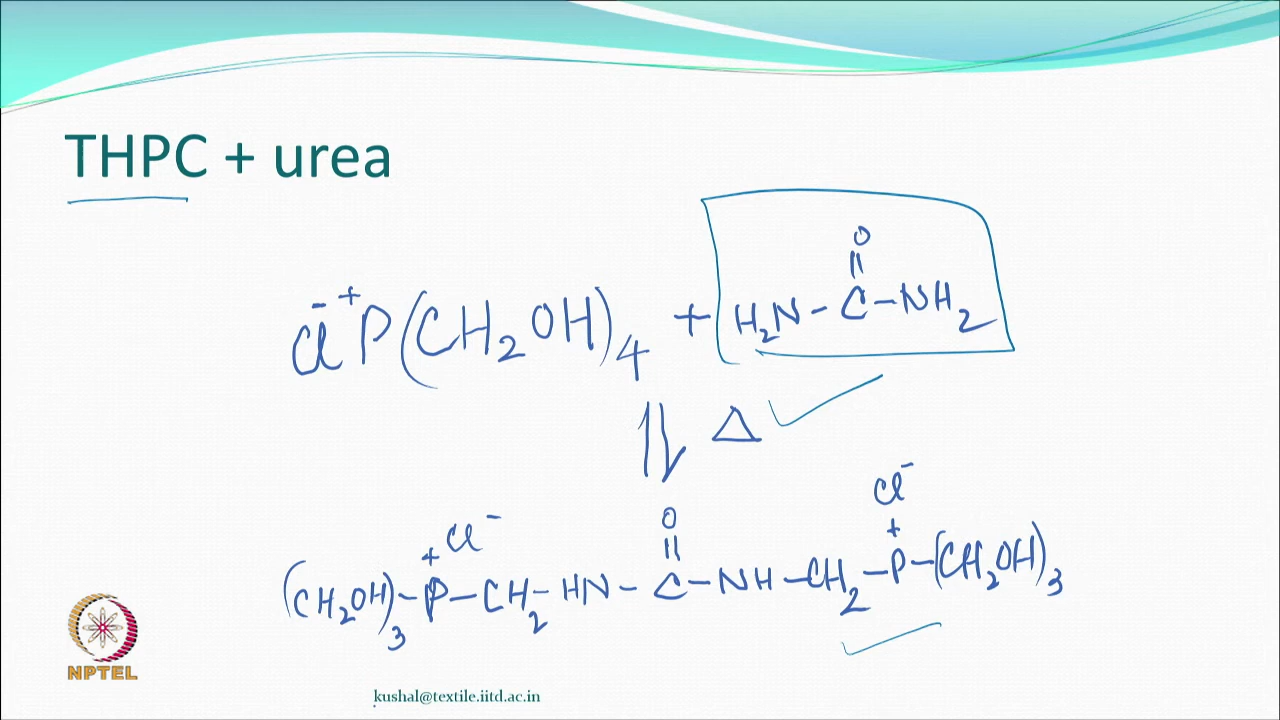 THPC + urea
Cl⁻ ⁺P(CH₂OH)₄ + H₂N-C(=O)-NH₂
Δ
(CH₂OH)₃-P⁺Cl⁻-CH₂-HN-C(=O)-NH-CH₂-P⁺Cl⁻-(CH₂OH)₃
NPTEL
kushal@textile.iitd.ac.in